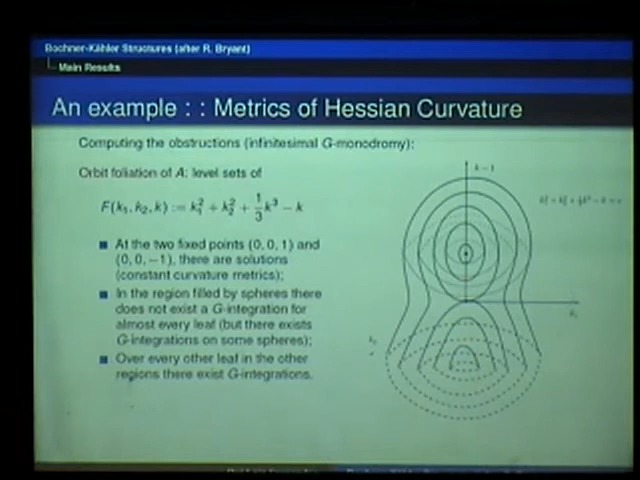 Bochner-Kähler Structures (after R. Bryant)
Main Results
An example : : Metrics of Hessian Curvature
Computing the obstructions (infinitesimal G-monodromy):
Orbit foliation of A: level sets of
F(k₁, k₂, k) := k₁² + k₂² + 1/3 k³ − k
At the two fixed points (0, 0, 1) and
(0, 0, −1), there are solutions
(constant curvature metrics);
In the region filled by spheres there
does not exist a G-integration for
almost every leaf (but there exists
G-integrations on some spheres);
Over every other leaf in the other
regions there exist G-integrations.